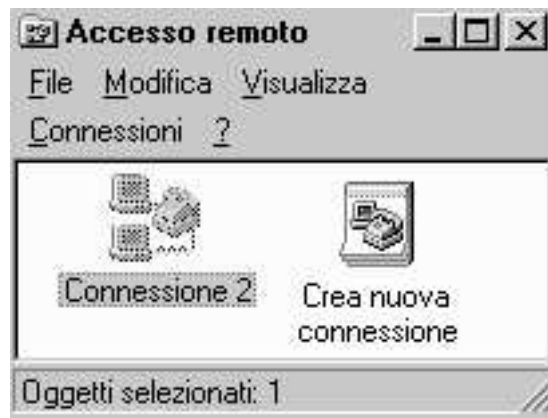 Accesso remoto
File Modifica Visualizza
Connessioni ?
Connessione 2
Crea nuova
connessione
Oggetti selezionati: 1